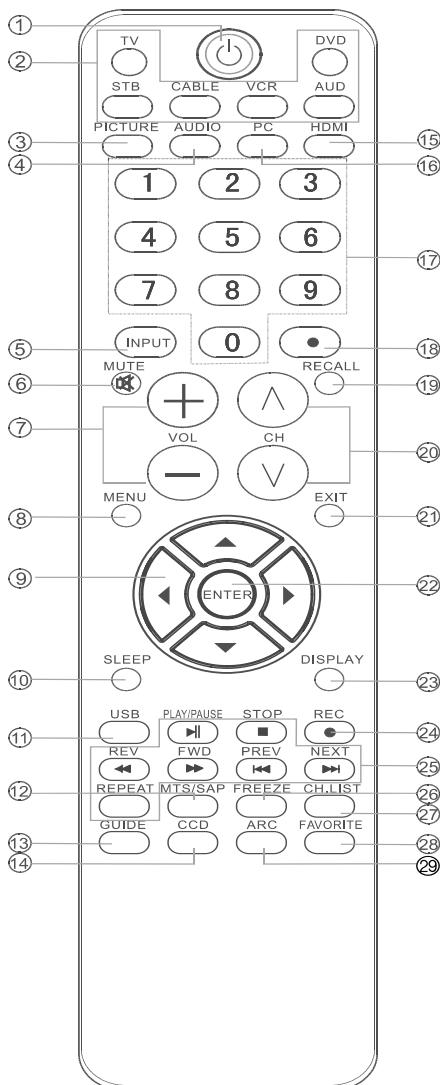 ①
② TV DVD
STB CABLE VCR AUD
③ PICTURE AUDIO PC HDMI ⑮
④ ⑯
1 2 3
4 5 6 ⑰
7 8 9
⑤ INPUT 0 ⑱
⑥ MUTE RECALL ⑲
⑦ VOL CH ⑳
⑧ MENU EXIT ㉑
⑨ ENTER ㉒
⑩ SLEEP DISPLAY ㉓
⑪ USB PLAY/PAUSE STOP REC ㉔
REV FWD PREV NEXT ㉕
⑫ REPEAT MTS/SAP FREEZE CH.LIST ㉖
㉗
⑬ GUIDE CCD ARC FAVORITE ㉘
⑭ ㉙